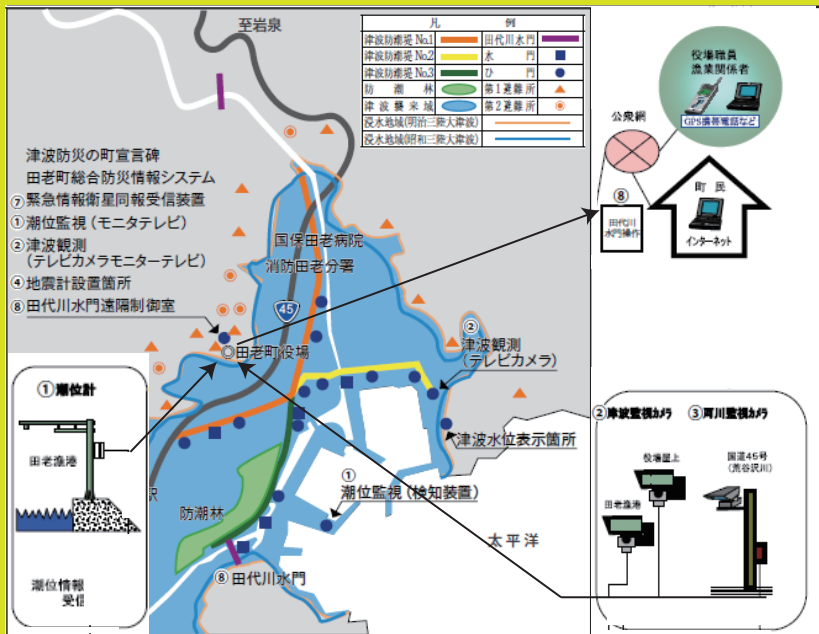 至岩泉
凡 例
津波防潮堤 No.1 田代川水門
津波防潮堤 No.2 水 門
津波防潮堤 No.3 ひ 門
防 潮 林 第1避難所
津 波 襲 来 域 第2避難所
浸水地域(明治三陸大津波)
浸水地域(昭和三陸大津波)
役場職員
漁業関係者
GPS携帯電話など
公衆網
町 民
インターネット
⑧
田代川
水門操作
津波防災の町宣言碑
田老町総合防災情報システム
⑦緊急情報衛星同報受信装置
①潮位監視(モニタテレビ)
②津波観測
(テレビカメラモニターテレビ)
④地震計設置箇所
⑧田代川水門遠隔制御室
国保田老病院
消防田老分署
45
◎田老町役場
②
津波観測
(テレビカメラ)
津波水位表示箇所
①
潮位監視(検知装置)
防潮林
駅
太平洋
⑧田代川水門
①潮位計
田老漁港
潮位情報
受信
②津波監視カメラ ③河川監視カメラ
役場屋上
田老漁港
国道45号
(荒谷沢川)